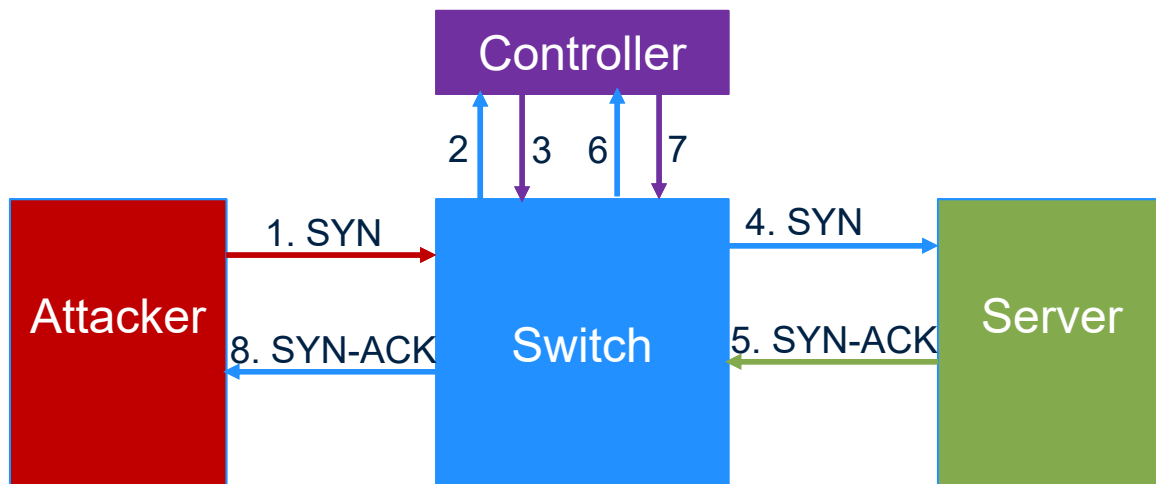 Controller
2
3
6
7
1. SYN
4. SYN
Attacker
Switch
Server
8. SYN-ACK
5. SYN-ACK